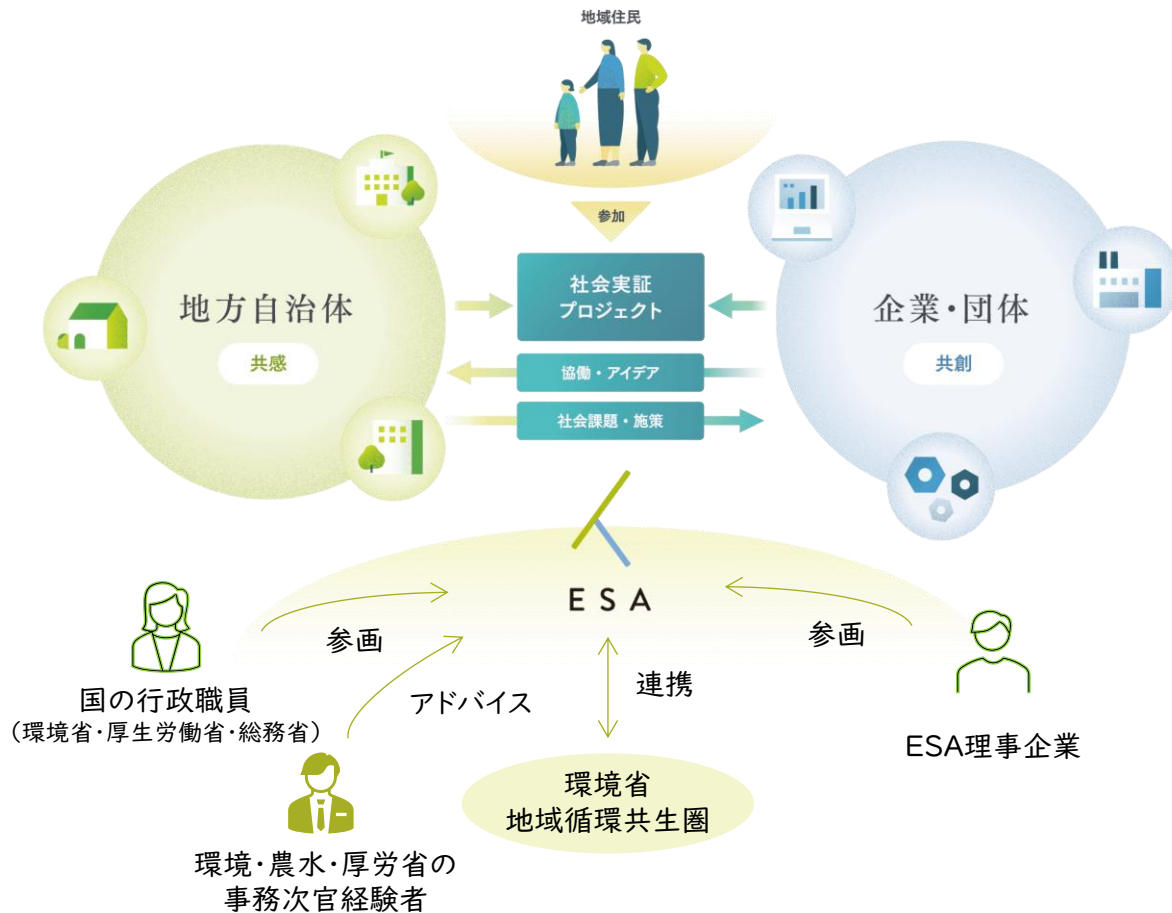 地域住民
参加
社会実証
プロジェクト
地方自治体
共感
企業・団体
共創
協働・アイデア
社会課題・施策
ESA
参画
参画
国の行政職員
（環境省・厚生労働省・総務省）
アドバイス
連携
ESA理事企業
環境省
地域循環共生圏
環境・農水・厚労省の
事務次官経験者